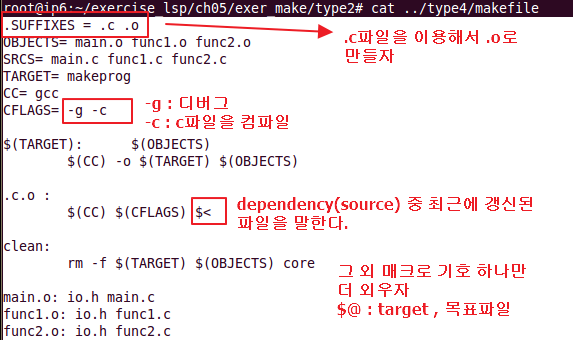 root@ip6:~/exercise_lsp/ch05/exer_make/type2# cat ../type4/makefile
.SUFFIXES = .c .o
OBJECTS= main.o func1.o func2.o
SRCS= main.c func1.c func2.c
TARGET= makeprog
CC= gcc
CFLAGS= -g -c
.c파일을 이용해서 .o로
만들자
-g : 디버그
-c : c파일을 컴파일
$(TARGET): $(OBJECTS)
$(CC) -o $(TARGET) $(OBJECTS)
.c.o :
$(CC) $(CFLAGS) $<
dependency(source) 중 최근에 갱신된
파일을 말한다.
clean:
rm -f $(TARGET) $(OBJECTS) core
그 외 매크로 기호 하나만
더 외우자
$@ : target , 목표파일
main.o: io.h main.c
func1.o: io.h func1.c
func2.o: io.h func2.c